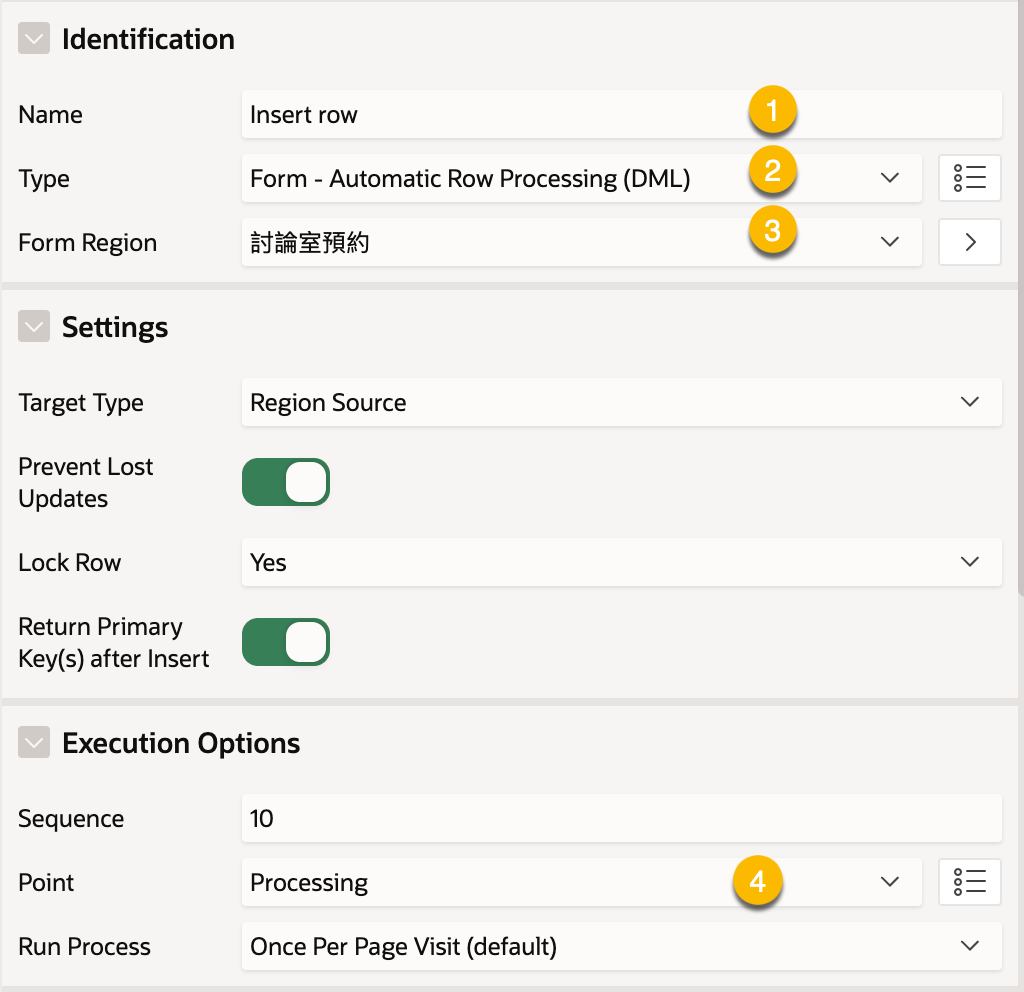 Identification
Name Insert row 1
Type Form - Automatic Row Processing (DML) 2
Form Region 討論室預約 3
Settings
Target Type Region Source
Prevent Lost
Updates
Lock Row Yes
Return Primary
Key(s) after Insert
Execution Options
Sequence 10
Point Processing 4
Run Process Once Per Page Visit (default)